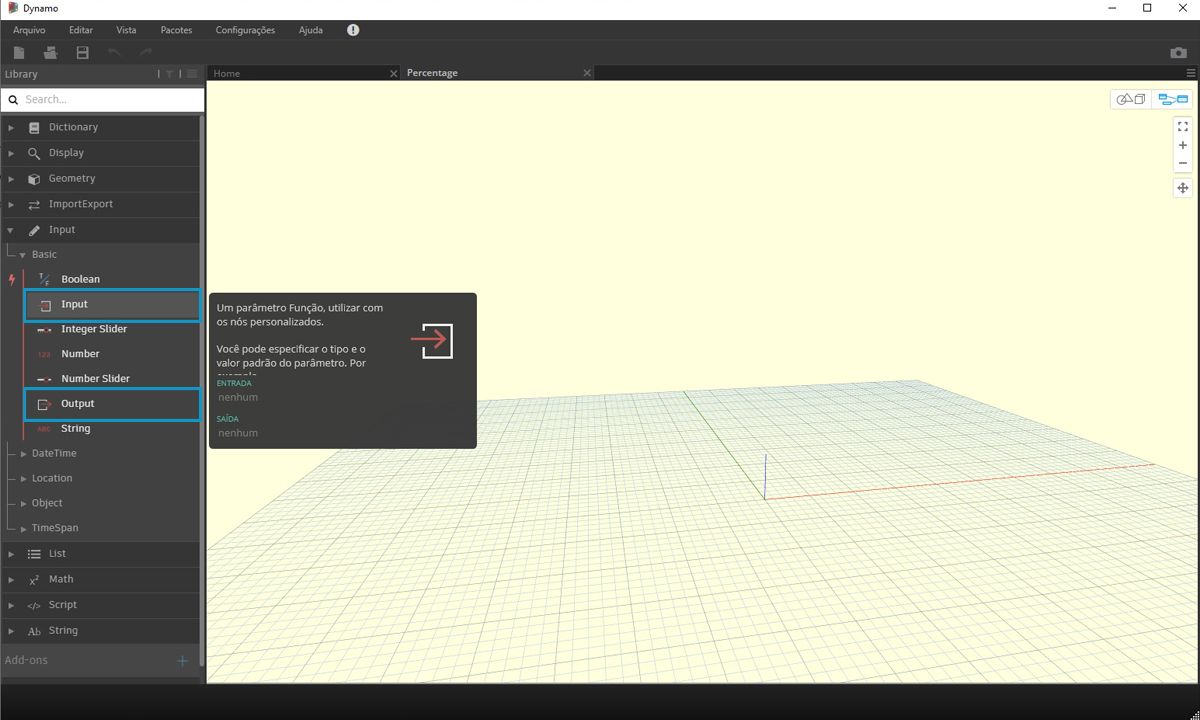 Dynamo
Arquivo Editar Vista Pacotes Configurações Ajuda
Library
Home
Percentage
Search...
Dictionary
Display
Geometry
ImportExport
Input
Basic
Boolean
Input
Integer Slider
123 Number
Number Slider
Output
ABC String
DateTime
Location
Object
TimeSpan
List
Math
Script
Ab String
Add-ons
Um parâmetro Função, utilizar com
os nós personalizados.
Você pode especificar o tipo e o
valor padrão do parâmetro. Por
ENTRADA
nenhum
SAÍDA
nenhum